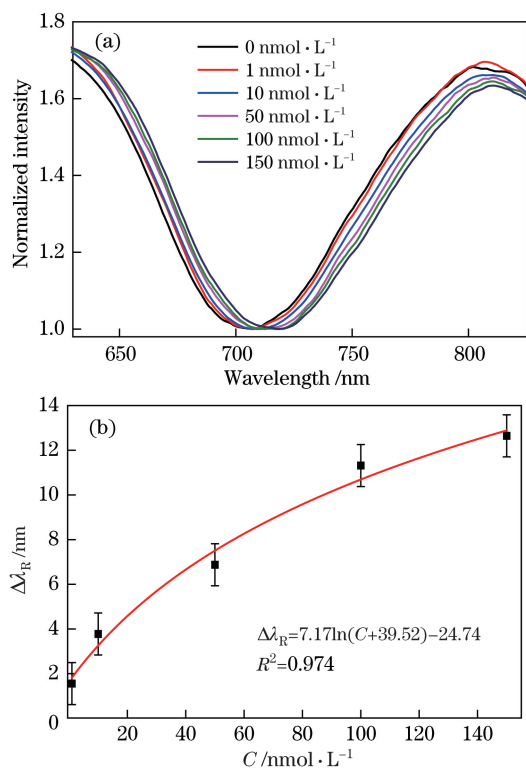 (a)
0 nmol·L⁻¹
1 nmol·L⁻¹
10 nmol·L⁻¹
50 nmol·L⁻¹
100 nmol·L⁻¹
150 nmol·L⁻¹
Normalized intensity
1.8
1.6
1.4
1.2
1.0
650 700 750 800
Wavelength /nm
(b)
14
12
10
8
6
4
2
0
ΔλR /nm
ΔλR=7.17ln(C+39.52)−24.74
R²=0.974
20 40 60 80 100 120 140
C/nmol·L⁻¹